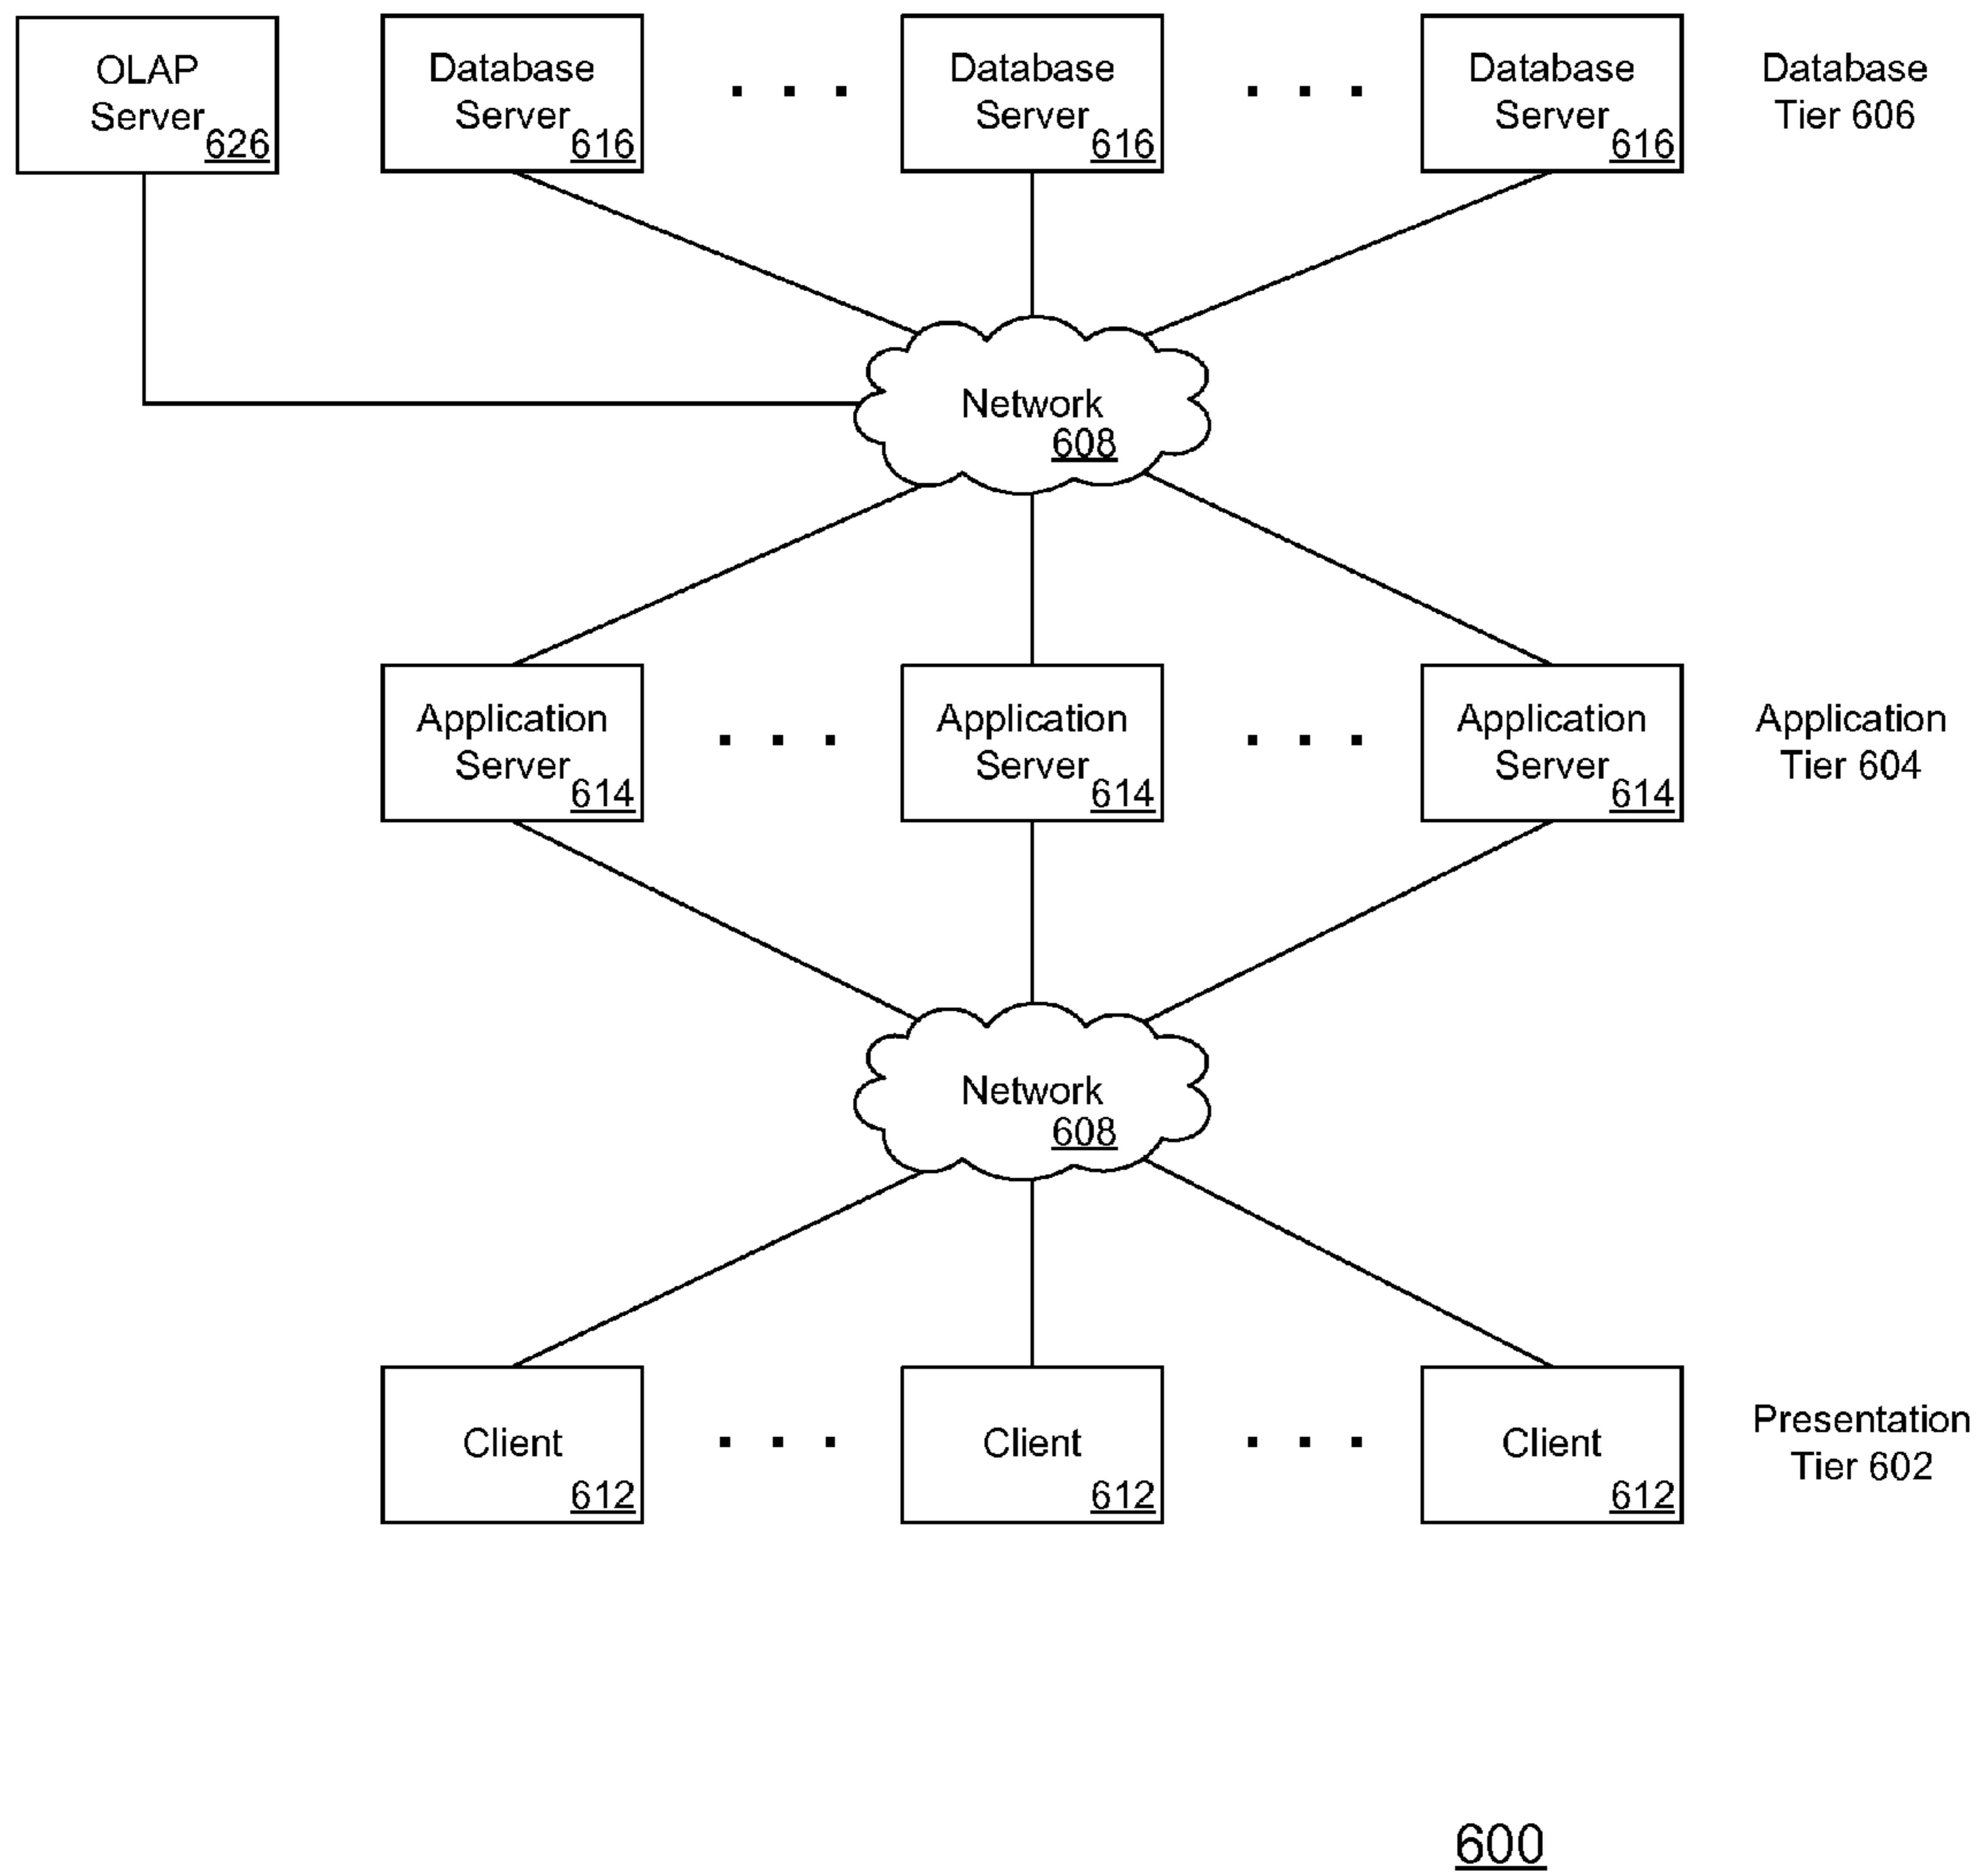 OLAP
Server
626
Database
Server
616
Database
Server
616
Database
Server
616
Database
Tier 606
Network
608
Application
Server
614
Application
Server
614
Application
Server
614
Application
Tier 604
Network
608
Client
612
Client
612
Client
612
Presentation
Tier 602
600